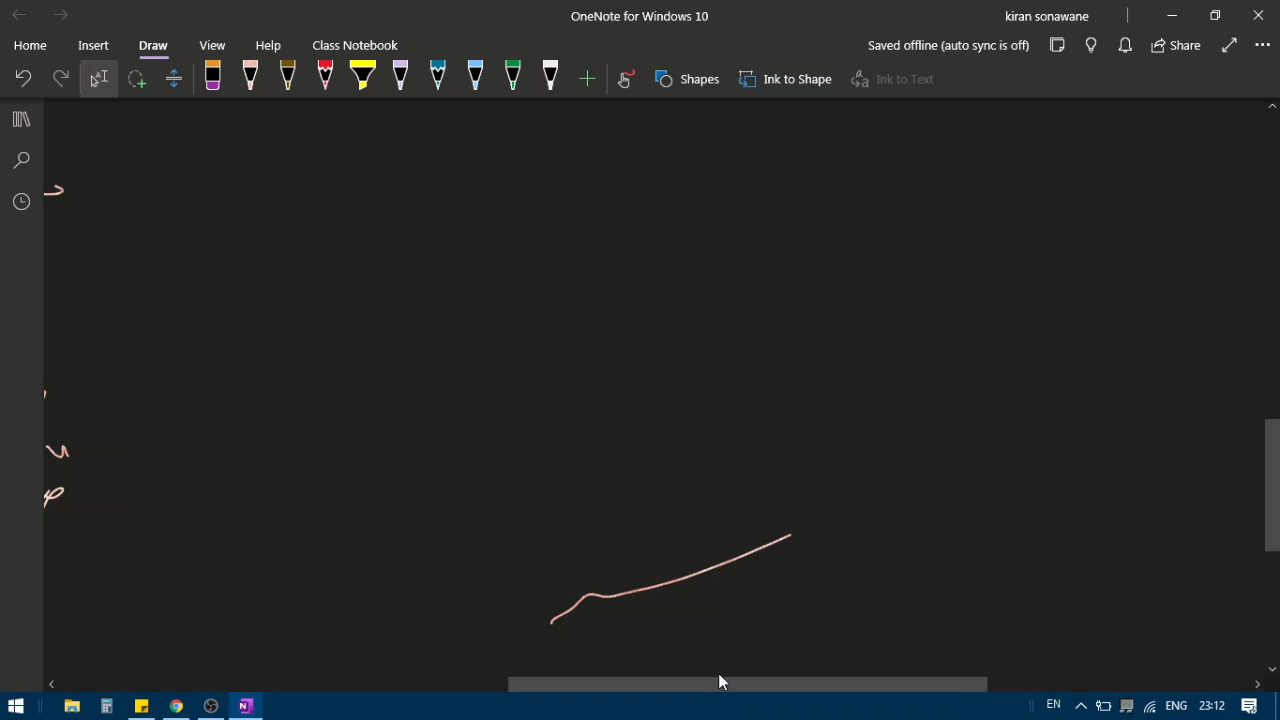 OneNote for Windows 10
kiran sonawane
Home Insert Draw View Help Class Notebook
Saved offline (auto sync is off) Share
Shapes Ink to Shape Ink to Text
EN ENG 23:12